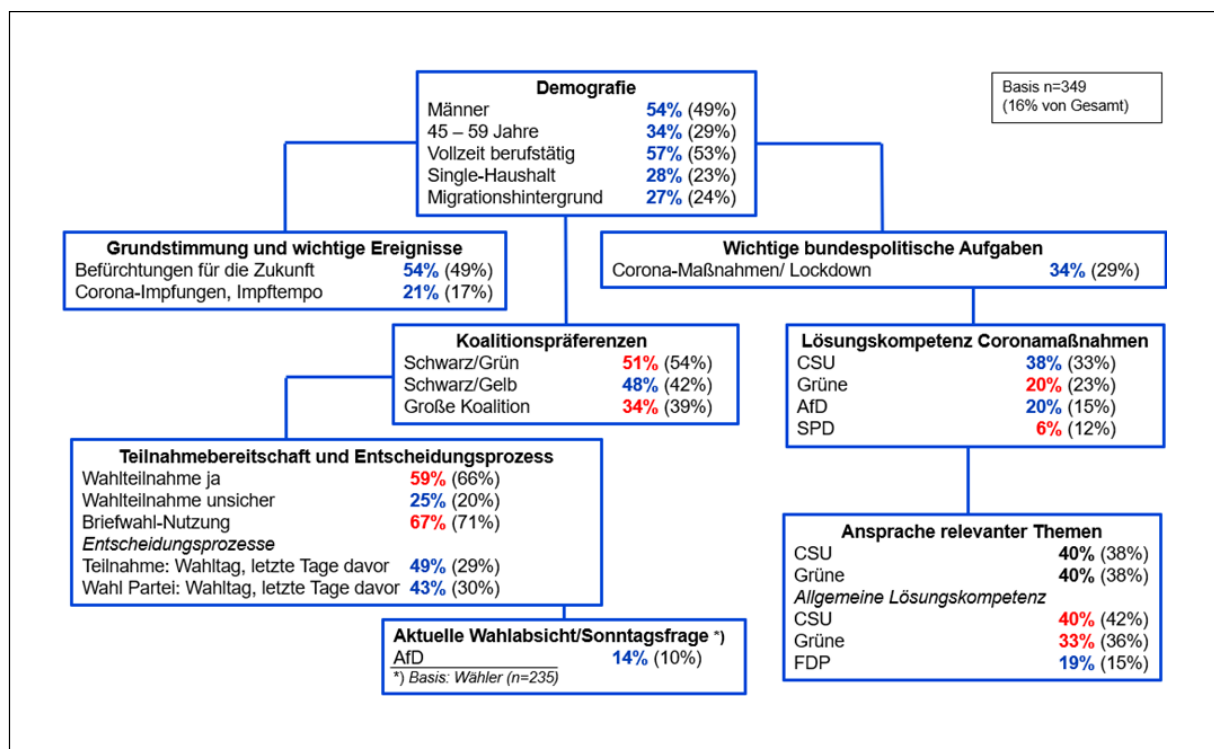 Demografie
Männer 54% (49%)
45 – 59 Jahre 34% (29%)
Vollzeit berufstätig 57% (53%)
Single-Haushalt 28% (23%)
Migrationshintergrund 27% (24%)
Basis n=349
(16% von Gesamt)
Grundstimmung und wichtige Ereignisse
Befürchtungen für die Zukunft 54% (49%)
Corona-Impfungen, Impftempo 21% (17%)
Wichtige bundespolitische Aufgaben
Corona-Maßnahmen/ Lockdown 34% (29%)
Koalitionspräferenzen
Schwarz/Grün 51% (54%)
Schwarz/Gelb 48% (42%)
Große Koalition 34% (39%)
Lösungskompetenz Coronamaßnahmen
CSU 38% (33%)
Grüne 20% (23%)
AfD 20% (15%)
SPD 6% (12%)
Teilnahmebereitschaft und Entscheidungsprozess
Wahlteilnahme ja 59% (66%)
Wahlteilnahme unsicher 25% (20%)
Briefwahl-Nutzung 67% (71%)
Entscheidungsprozesse
Teilnahme: Wahltag, letzte Tage davor 49% (29%)
Wahl Partei: Wahltag, letzte Tage davor 43% (30%)
Ansprache relevanter Themen
CSU 40% (38%)
Grüne 40% (38%)
Allgemeine Lösungskompetenz
CSU 40% (42%)
Grüne 33% (36%)
FDP 19% (15%)
Aktuelle Wahlabsicht/Sonntagsfrage *)
AfD 14% (10%)
*) Basis: Wähler (n=235)